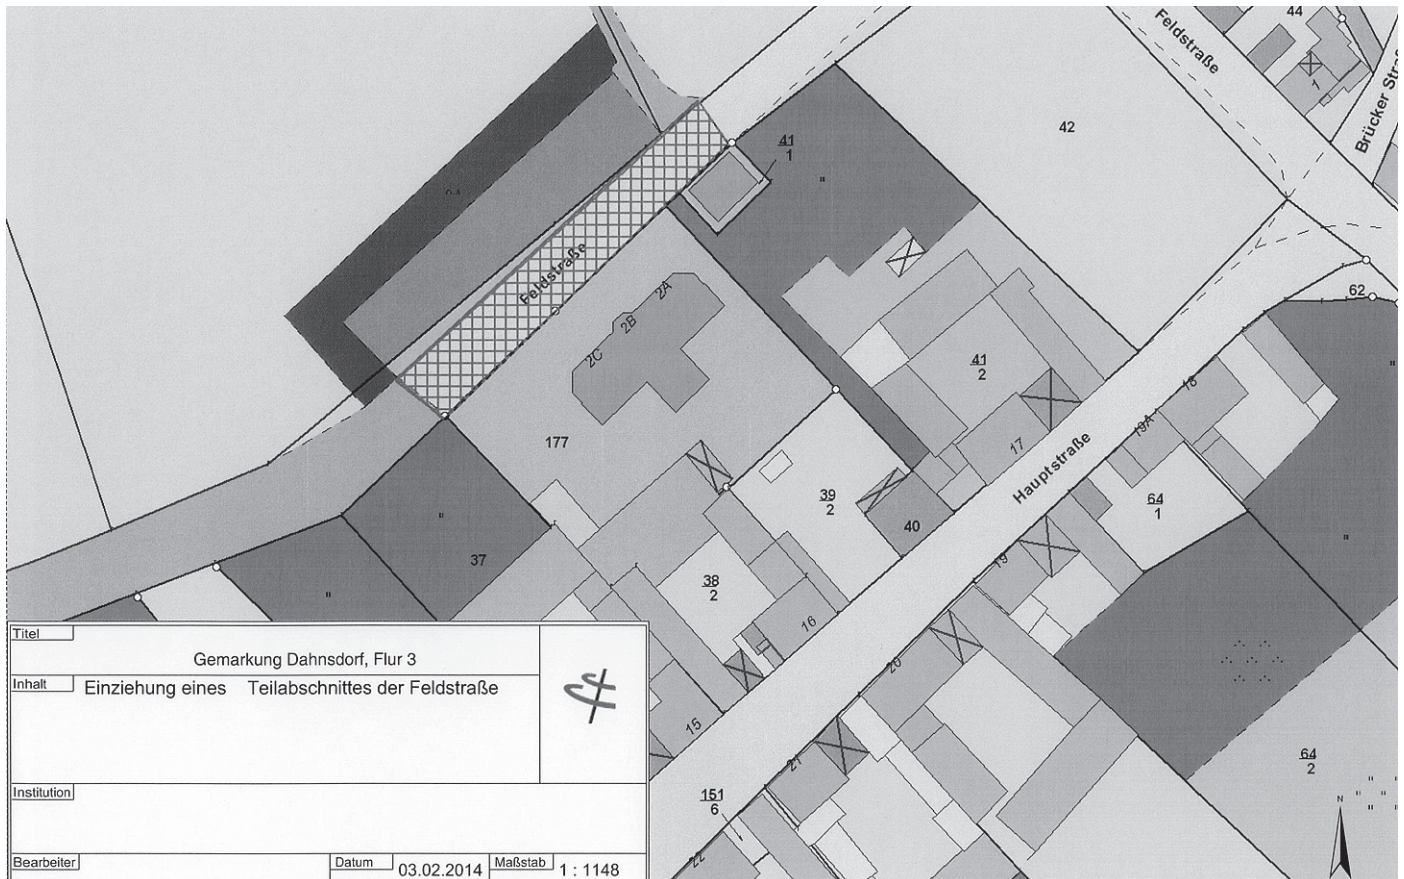 44
Feldstraße
1
Brücker Stra
42
41
1
Feldstraße
2A
2B
2C
41
2
62
18
19A
17
Hauptstraße
177
39
2
64
1
40
37
38
2
19
16
20
15
21
64
2
151
6
22
N
Titel
Gemarkung Dahnsdorf, Flur 3
Inhalt
Einziehung eines Teilabschnittes der Feldstraße
Institution
Bearbeiter
Datum
03.02.2014
Maßstab
1 : 1148